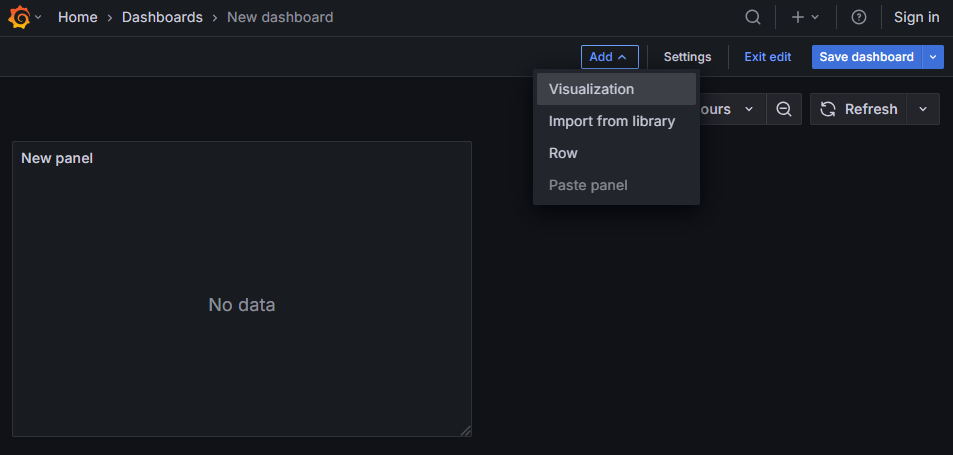 Home > Dashboards > New dashboard
Sign in
Add
Settings
Exit edit
Save dashboard
Visualization
Import from library
Row
Paste panel
ours
Refresh
New panel
No data